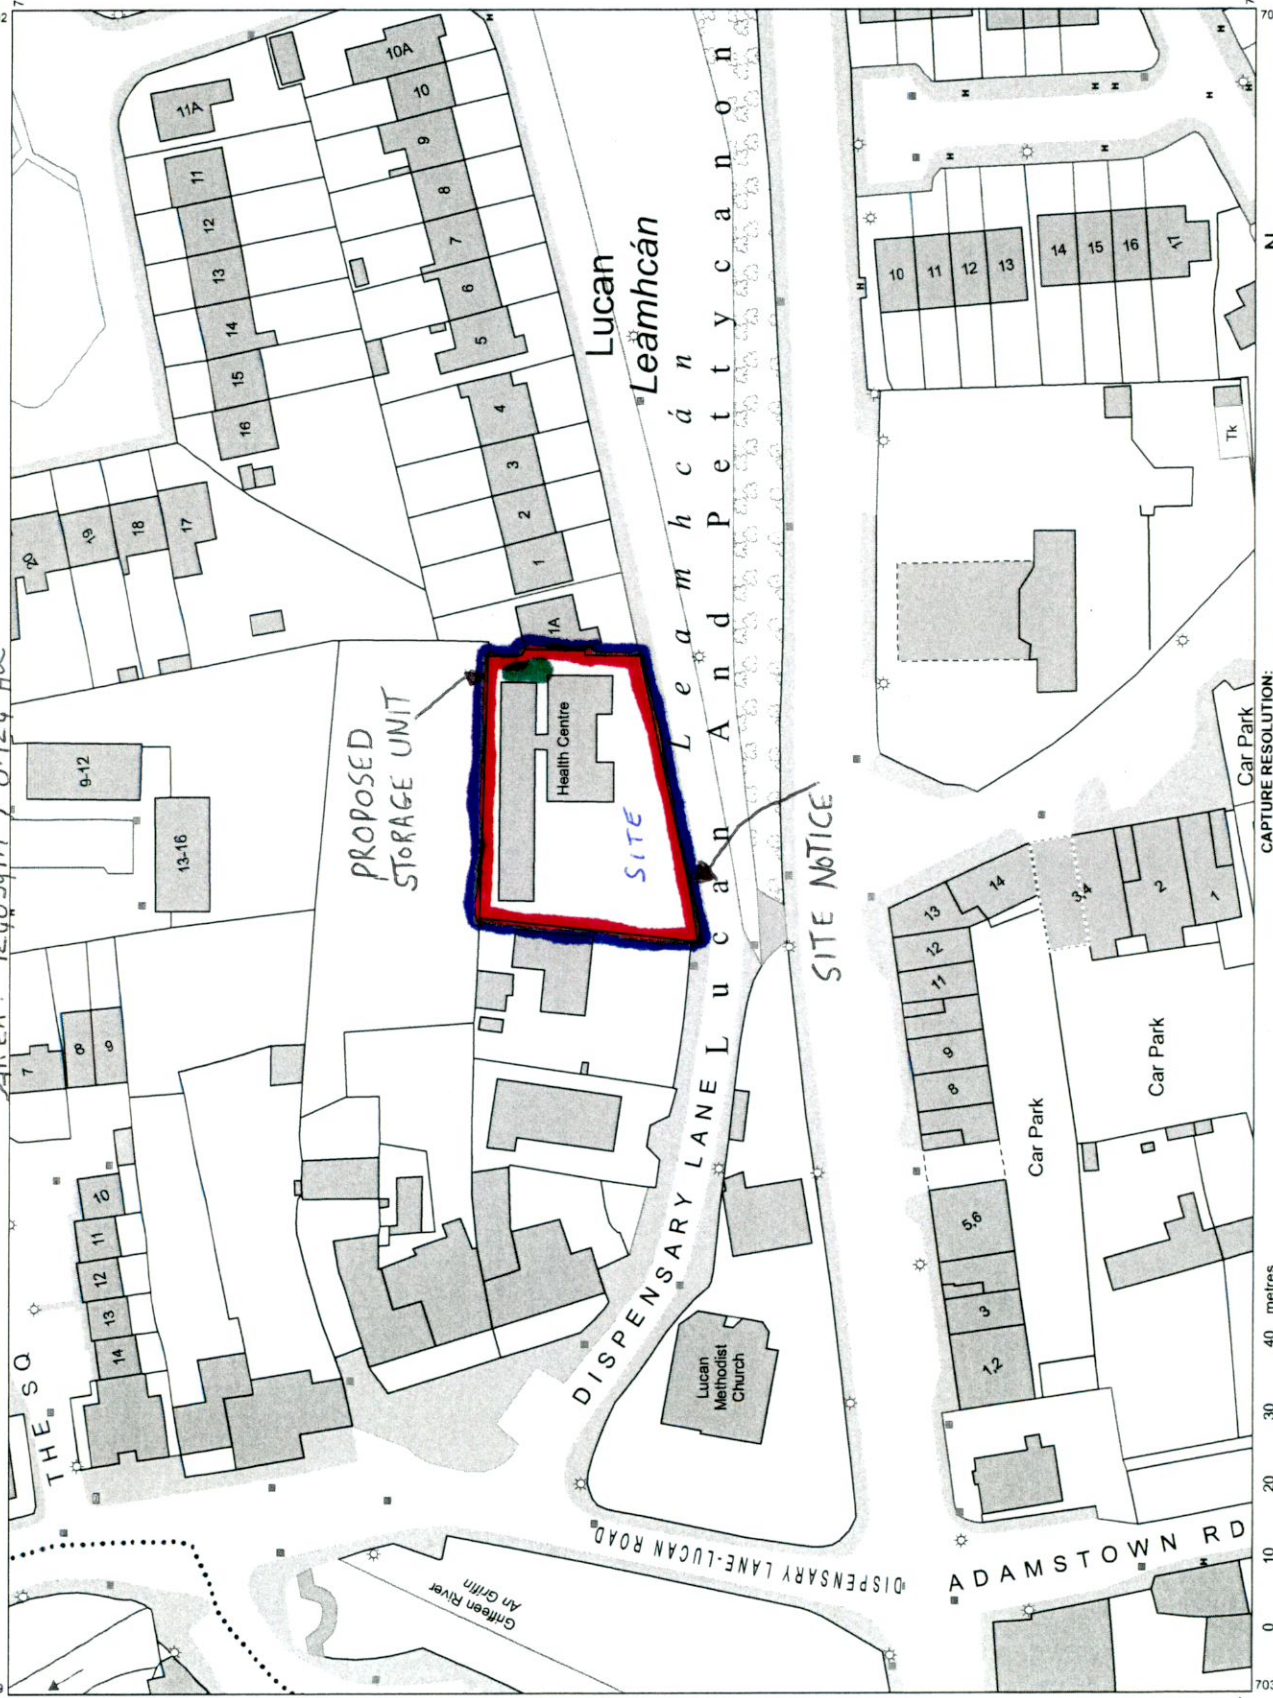 10A
10
9
8
7
6
5
4
3
2
1
1A
11A
11
12
13
14
15
16
17
18
19
20
9-12
13-16
7
8
9
10
11
12
13
14
THE SQ
PROPOSED
STORAGE UNIT
Health Centre
SITE
SITE NOTICE
Lucan
Leamhcán
Lucan And Pettycanon
Leamhcán
DISPENSARY LANE
Lucan
Methodist
Church
Griffeen River
An Grífin
DISPENSARY LANE-LUCAN ROAD
ADAMSTOWN RD
10
11
12
13
14
15
16
17
Tk
Car Park
1
2
3,4
14
13
12
11
9
8
5,6
3
1,2
Car Park
Car Park
CAPTURE RESOLUTION:
0 10 20 30 40 metres
N
H
H
H
H
H
H
H
H
H
H
703